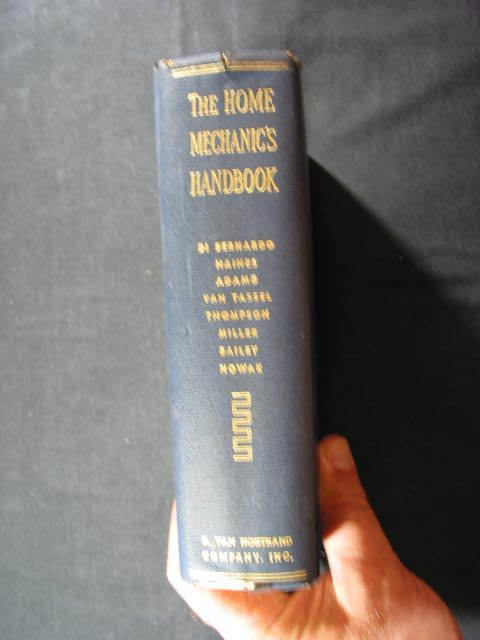 The HOME
MECHANIC'S
HANDBOOK
DI BERNARDO
HAINES
ADAMS
VAN TASSEL
THOMPSON
MILLER
BAILEY
NOWAK
D. VAN NOSTRAND
COMPANY, INC.